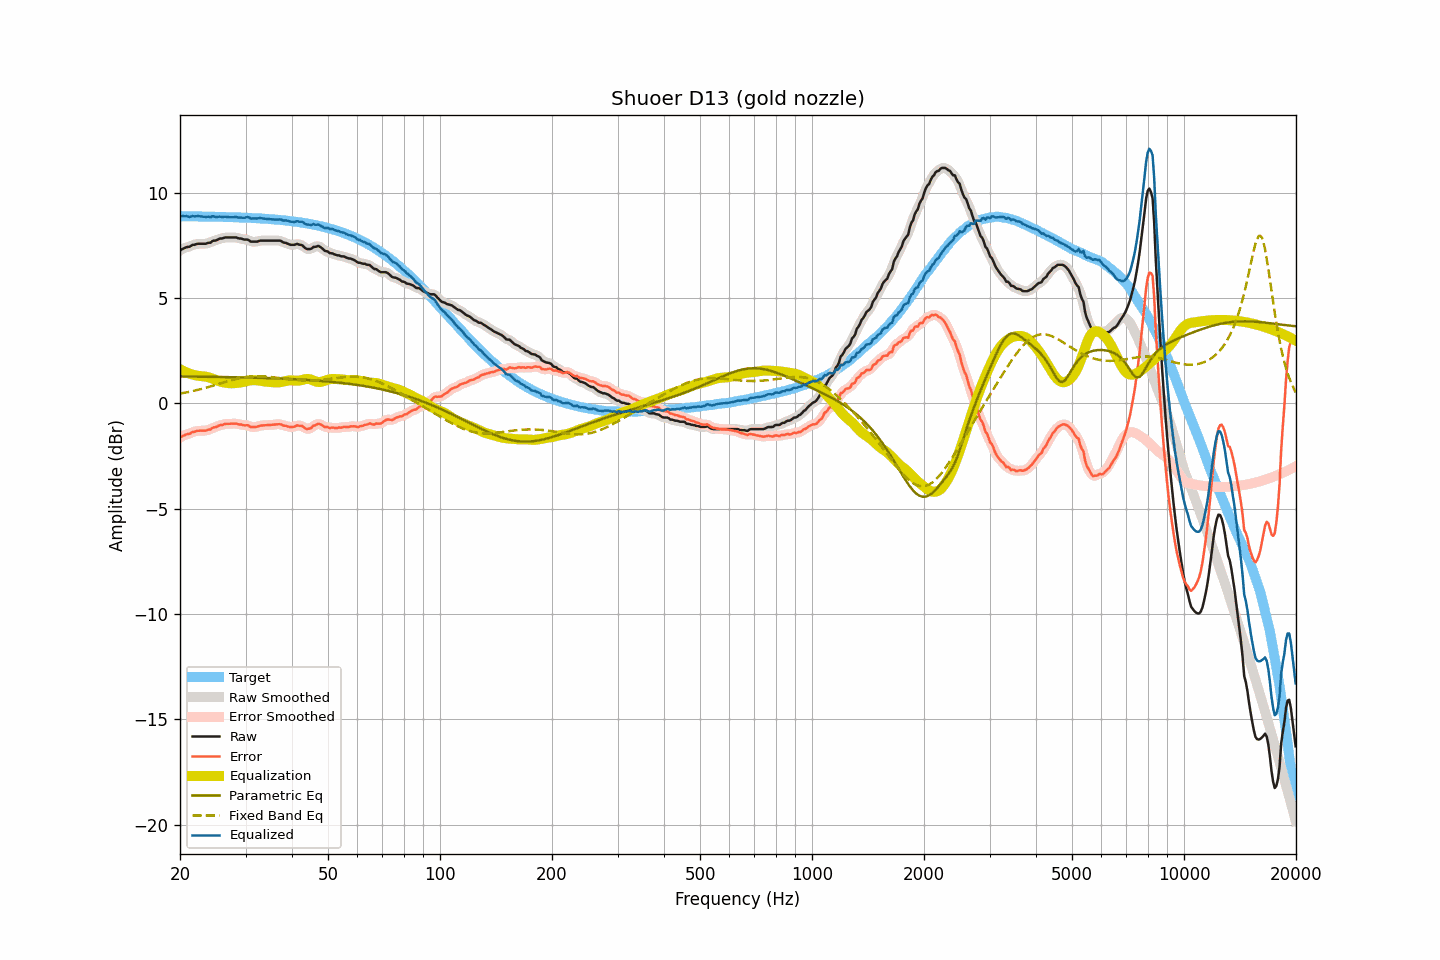 Shuoer D13 (gold nozzle)
Amplitude (dBr)
10
5
0
−5
−10
−15
−20
Target
Raw Smoothed
Error Smoothed
Raw
Error
Equalization
Parametric Eq
Fixed Band Eq
Equalized
20
50
100
200
500
1000
2000
5000
10000
20000
Frequency (Hz)